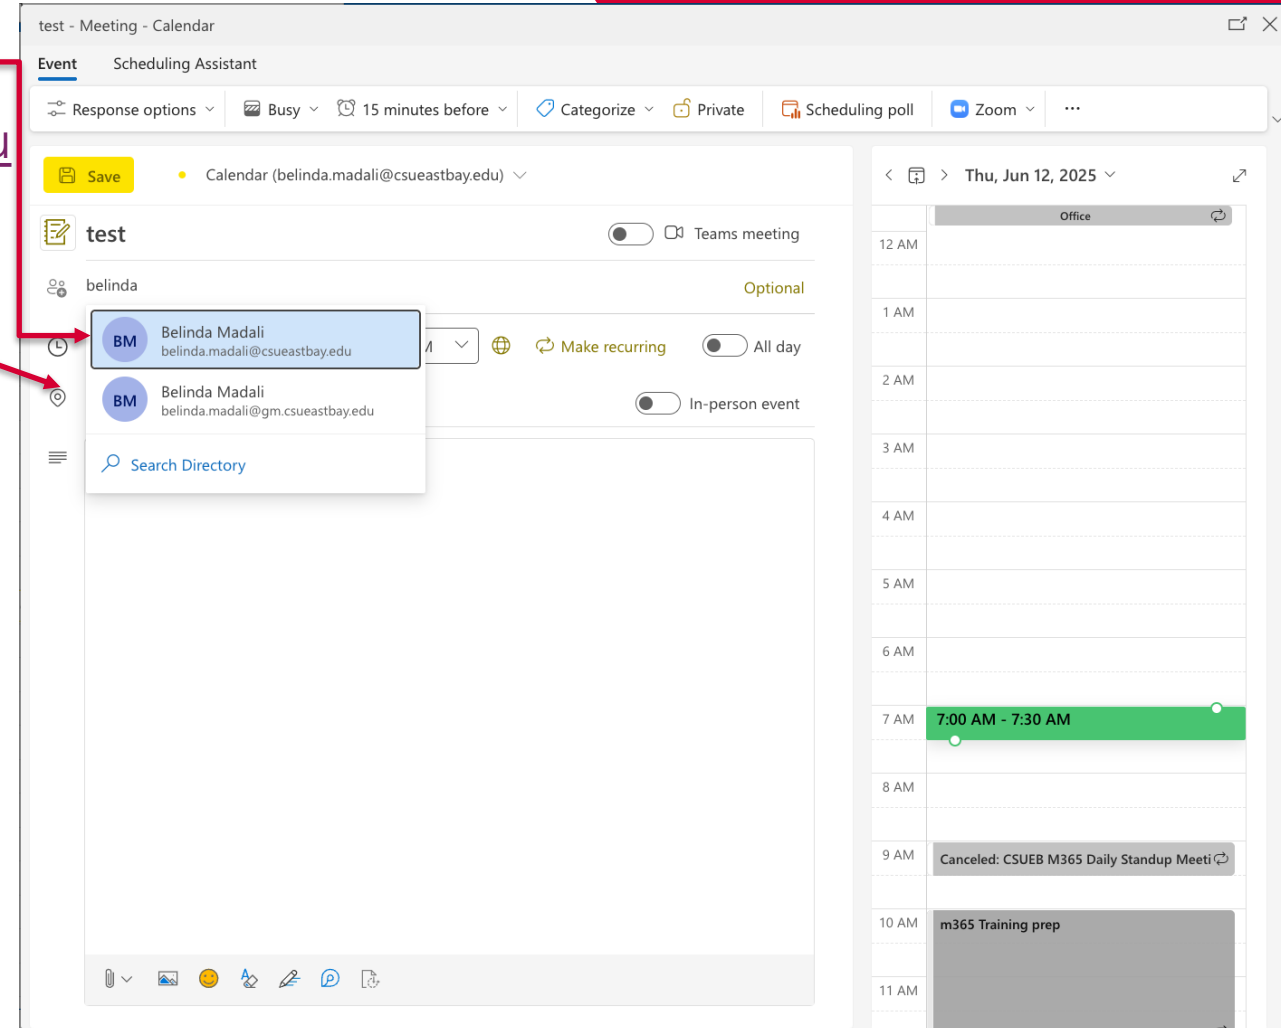 test - Meeting - Calendar
Event Scheduling Assistant
Response options Busy 15 minutes before Categorize Private Scheduling poll Zoom ...
u
Save Calendar (belinda.madali@csueastbay.edu)
test Teams meeting
belinda Optional
BM Belinda Madali
belinda.madali@csueastbay.edu
M Make recurring All day
BM Belinda Madali
belinda.madali@gm.csueastbay.edu
In-person event
Search Directory
Thu, Jun 12, 2025
Office
12 AM
1 AM
2 AM
3 AM
4 AM
5 AM
6 AM
7 AM 7:00 AM - 7:30 AM
8 AM
9 AM Canceled: CSUEB M365 Daily Standup Meeti
10 AM m365 Training prep
11 AM